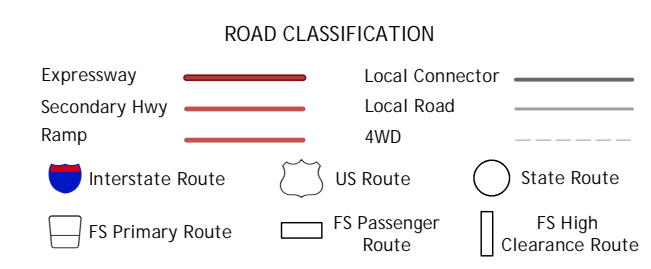 ROAD CLASSIFICATION
Expressway
Local Connector
Secondary Hwy
Local Road
Ramp
4WD
Interstate Route
US Route
State Route
FS Primary Route
FS Passenger
Route
FS High
Clearance Route